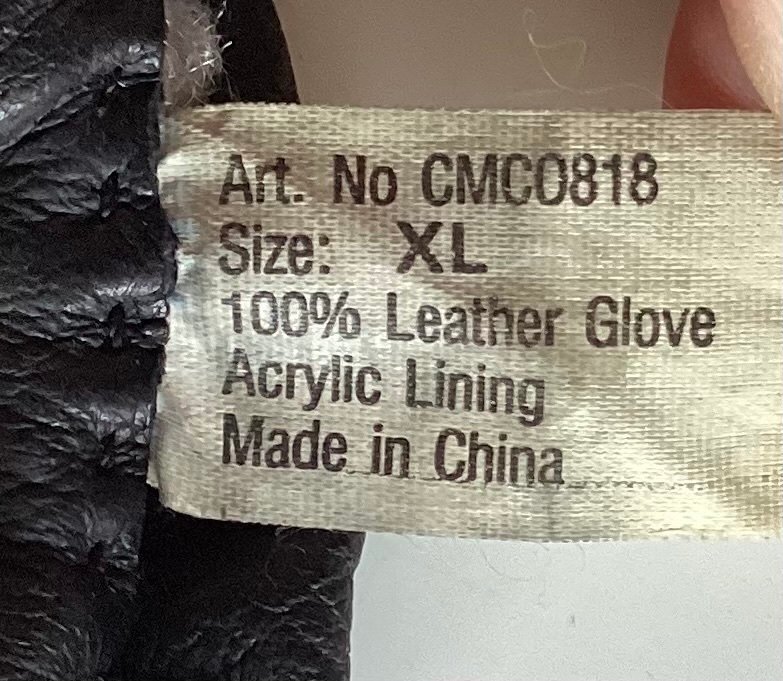 Art. No CMC0818
Size: XL
100% Leather Glove
Acrylic Lining
Made in China